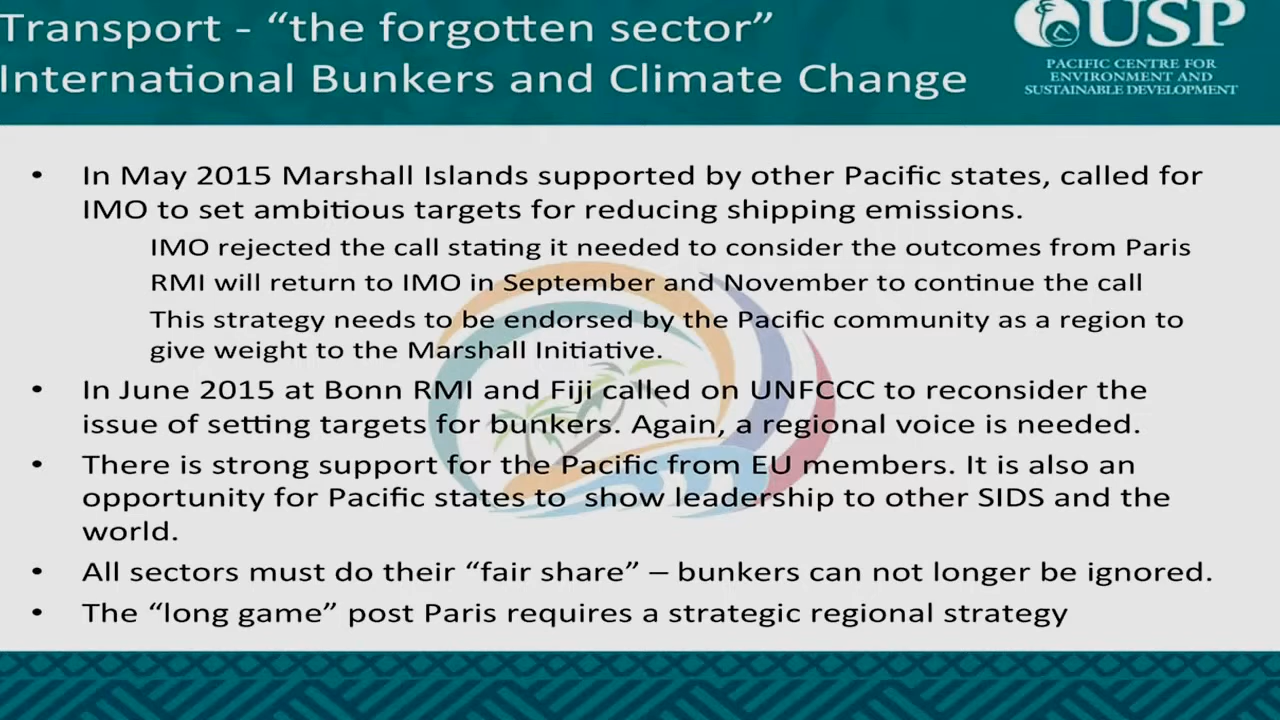 Transport - “the forgotten sector”
International Bunkers and Climate Change
USP
PACIFIC CENTRE FOR
ENVIRONMENT AND
SUSTAINABLE DEVELOPMENT
• In May 2015 Marshall Islands supported by other Pacific states, called for
IMO to set ambitious targets for reducing shipping emissions.
IMO rejected the call stating it needed to consider the outcomes from Paris
RMI will return to IMO in September and November to continue the call
This strategy needs to be endorsed by the Pacific community as a region to
give weight to the Marshall Initiative.
• In June 2015 at Bonn RMI and Fiji called on UNFCCC to reconsider the
issue of setting targets for bunkers. Again, a regional voice is needed.
• There is strong support for the Pacific from EU members. It is also an
opportunity for Pacific states to show leadership to other SIDS and the
world.
• All sectors must do their “fair share” – bunkers can not longer be ignored.
• The “long game” post Paris requires a strategic regional strategy